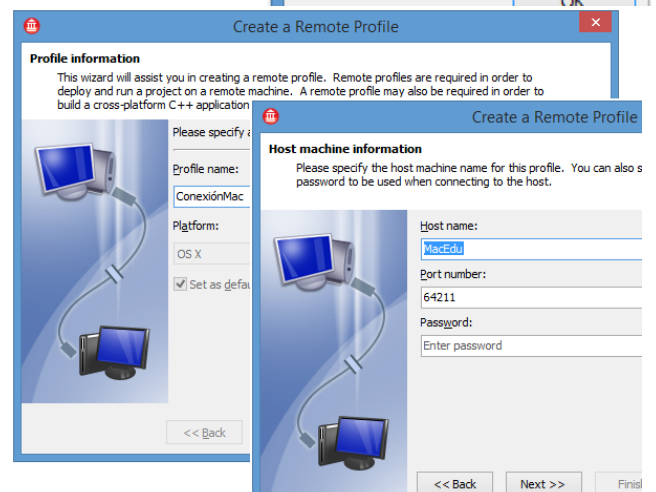 OK
Create a Remote Profile
Profile information
This wizard will assist you in creating a remote profile. Remote profiles are required in order to
deploy and run a project on a remote machine. A remote profile may also be required in order to
build a cross-platform C++ application
Please specify a
Profile name:
ConexiónMac
Platform:
OS X
Set as defau
<< Back
Create a Remote Profile
Host machine information
Please specify the host machine name for this profile. You can also s
password to be used when connecting to the host.
Host name:
MacEdu
Port number:
64211
Password:
Enter password
<< Back
Next >>
Finish